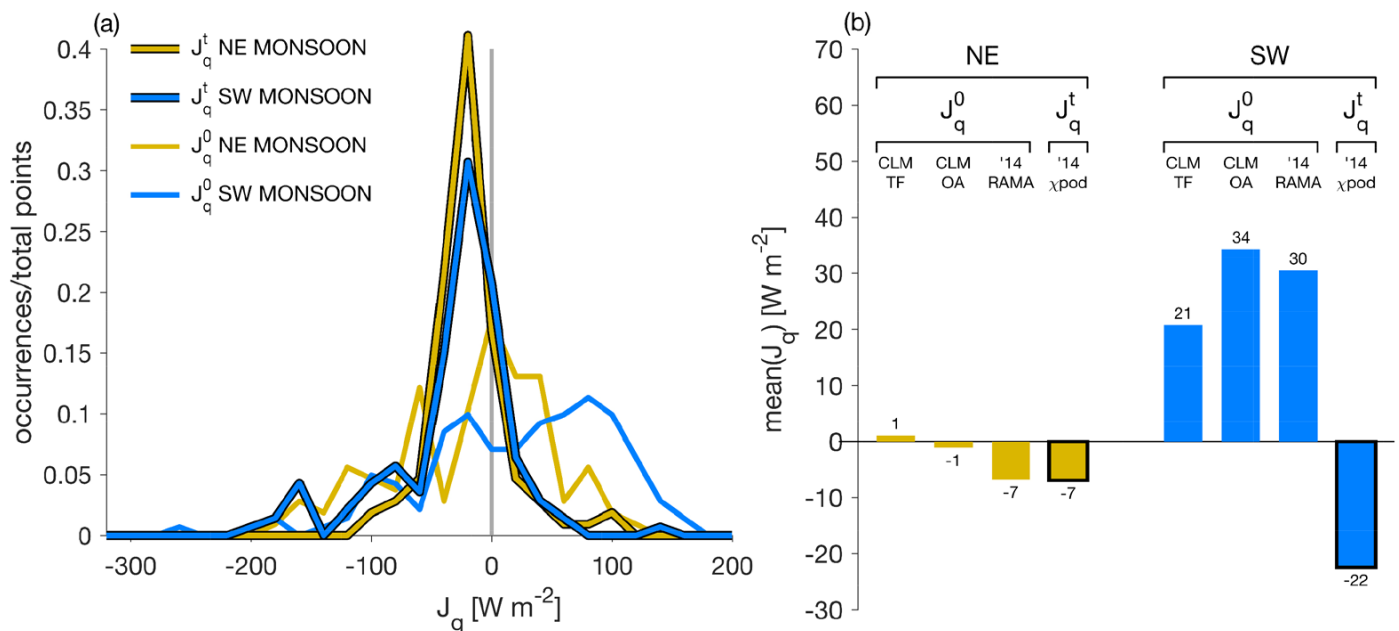 (a)
J_q^t NE MONSOON
J_q^t SW MONSOON
J_q^0 NE MONSOON
J_q^0 SW MONSOON
occurrences/total points
0.4
0.35
0.3
0.25
0.2
0.15
0.1
0.05
0
-300
-200
-100
0
100
200
J_q [W m^-2]
(b)
NE
SW
J_q^0
J_q^t
J_q^0
J_q^t
CLM TF
CLM OA
'14 RAMA
'14 χpod
CLM TF
CLM OA
'14 RAMA
'14 χpod
mean(J_q) [W m^-2]
70
60
50
40
30
20
10
0
-10
-20
-30
1
-1
-7
-7
21
34
30
-22